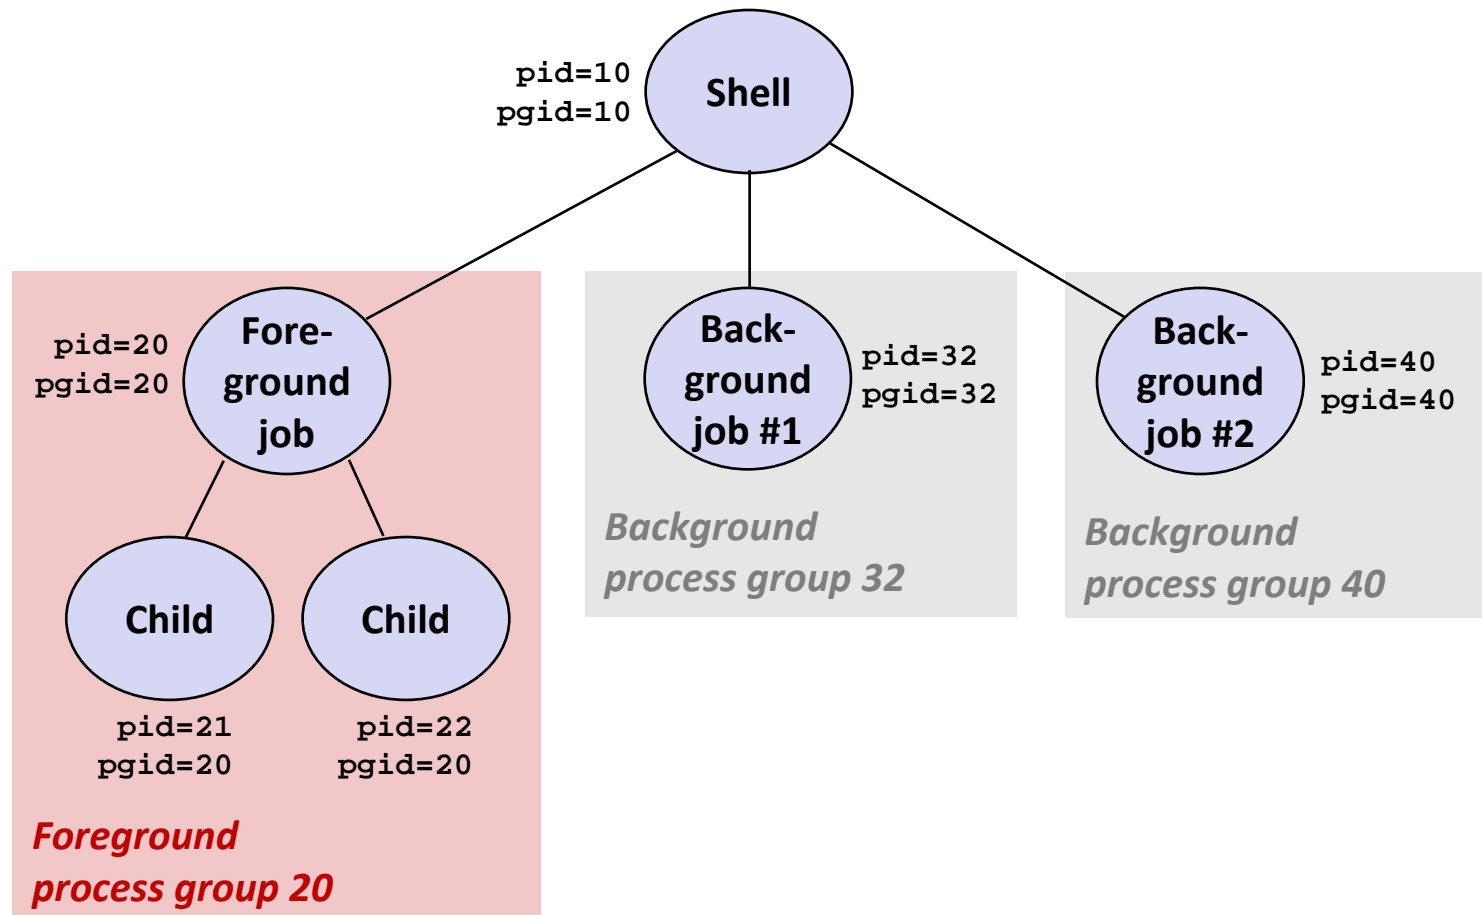 pid=10
pgid=10
Shell
pid=20
pgid=20
Fore-
ground
job
Back-
ground
job #1
pid=32
pgid=32
Back-
ground
job #2
pid=40
pgid=40
Background
process group 32
Background
process group 40
Child
Child
pid=21
pgid=20
pid=22
pgid=20
Foreground
process group 20